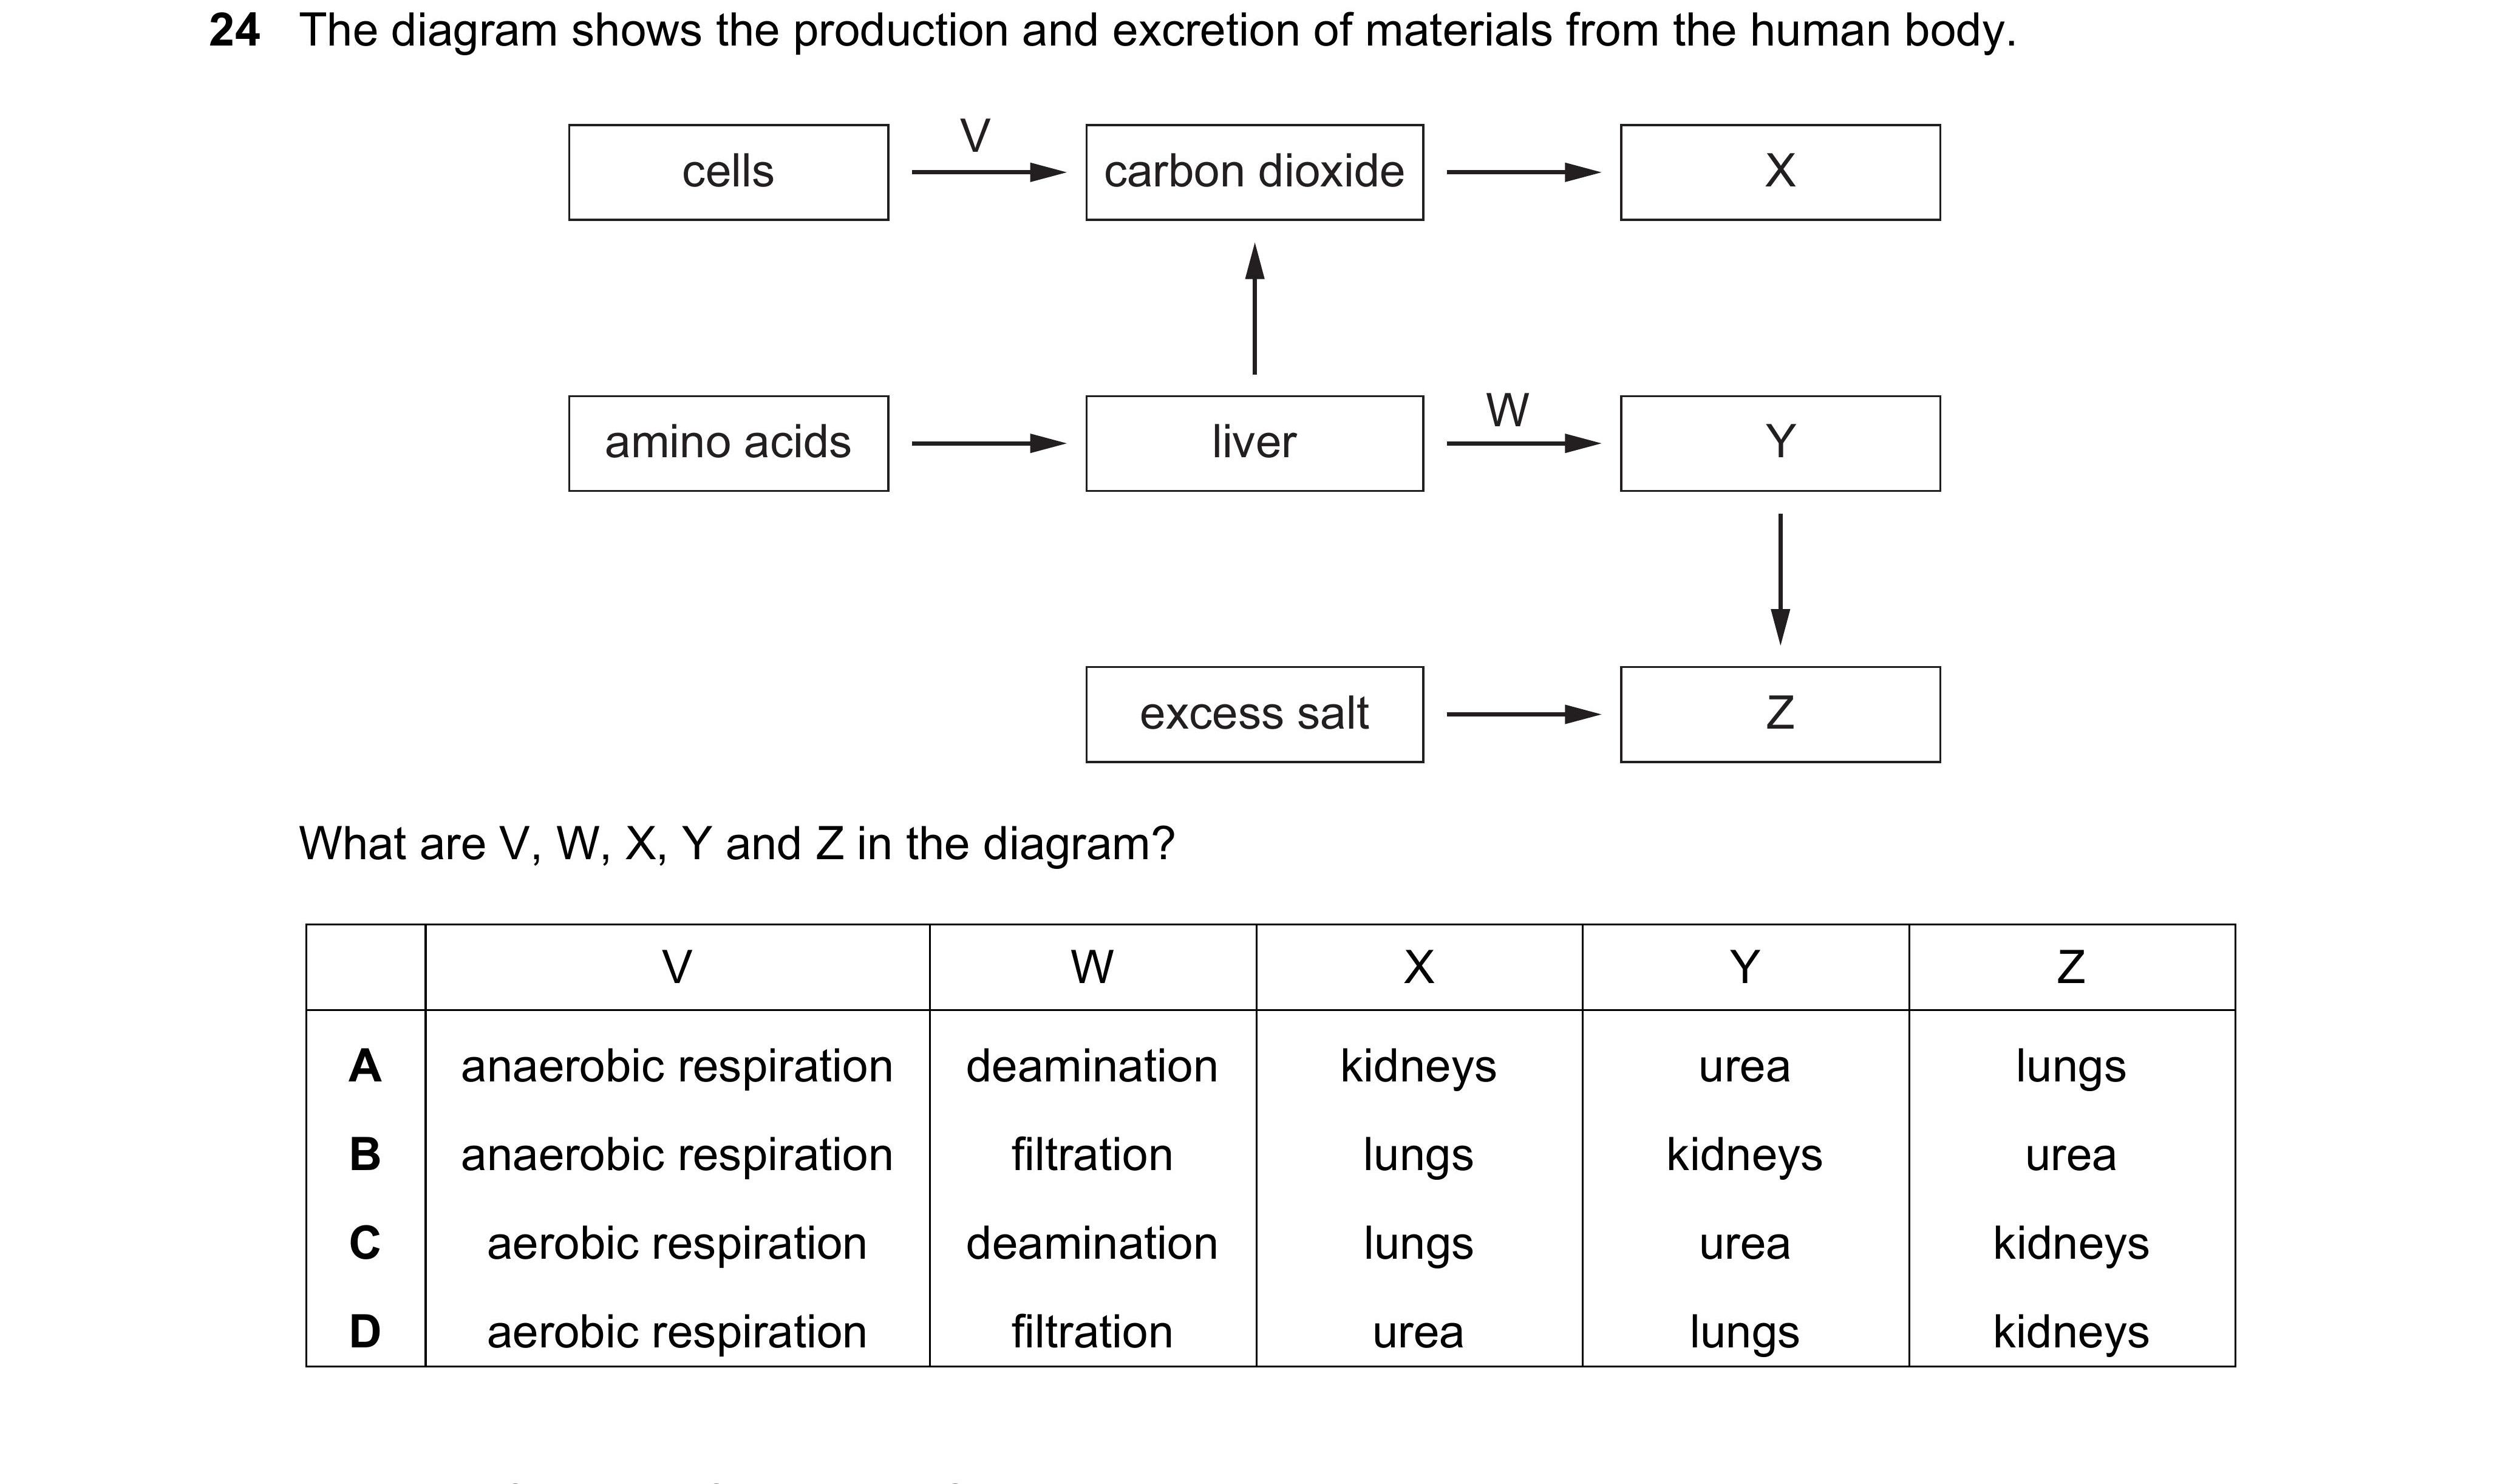 24 The diagram shows the production and excretion of materials from the human body.
V
cells carbon dioxide X
W
amino acids liver Y
excess salt Z
What are V, W, X, Y and Z in the diagram?
V W X Y Z
A anaerobic respiration deamination kidneys urea lungs
B anaerobic respiration filtration lungs kidneys urea
C aerobic respiration deamination lungs urea kidneys
D aerobic respiration filtration urea lungs kidneys